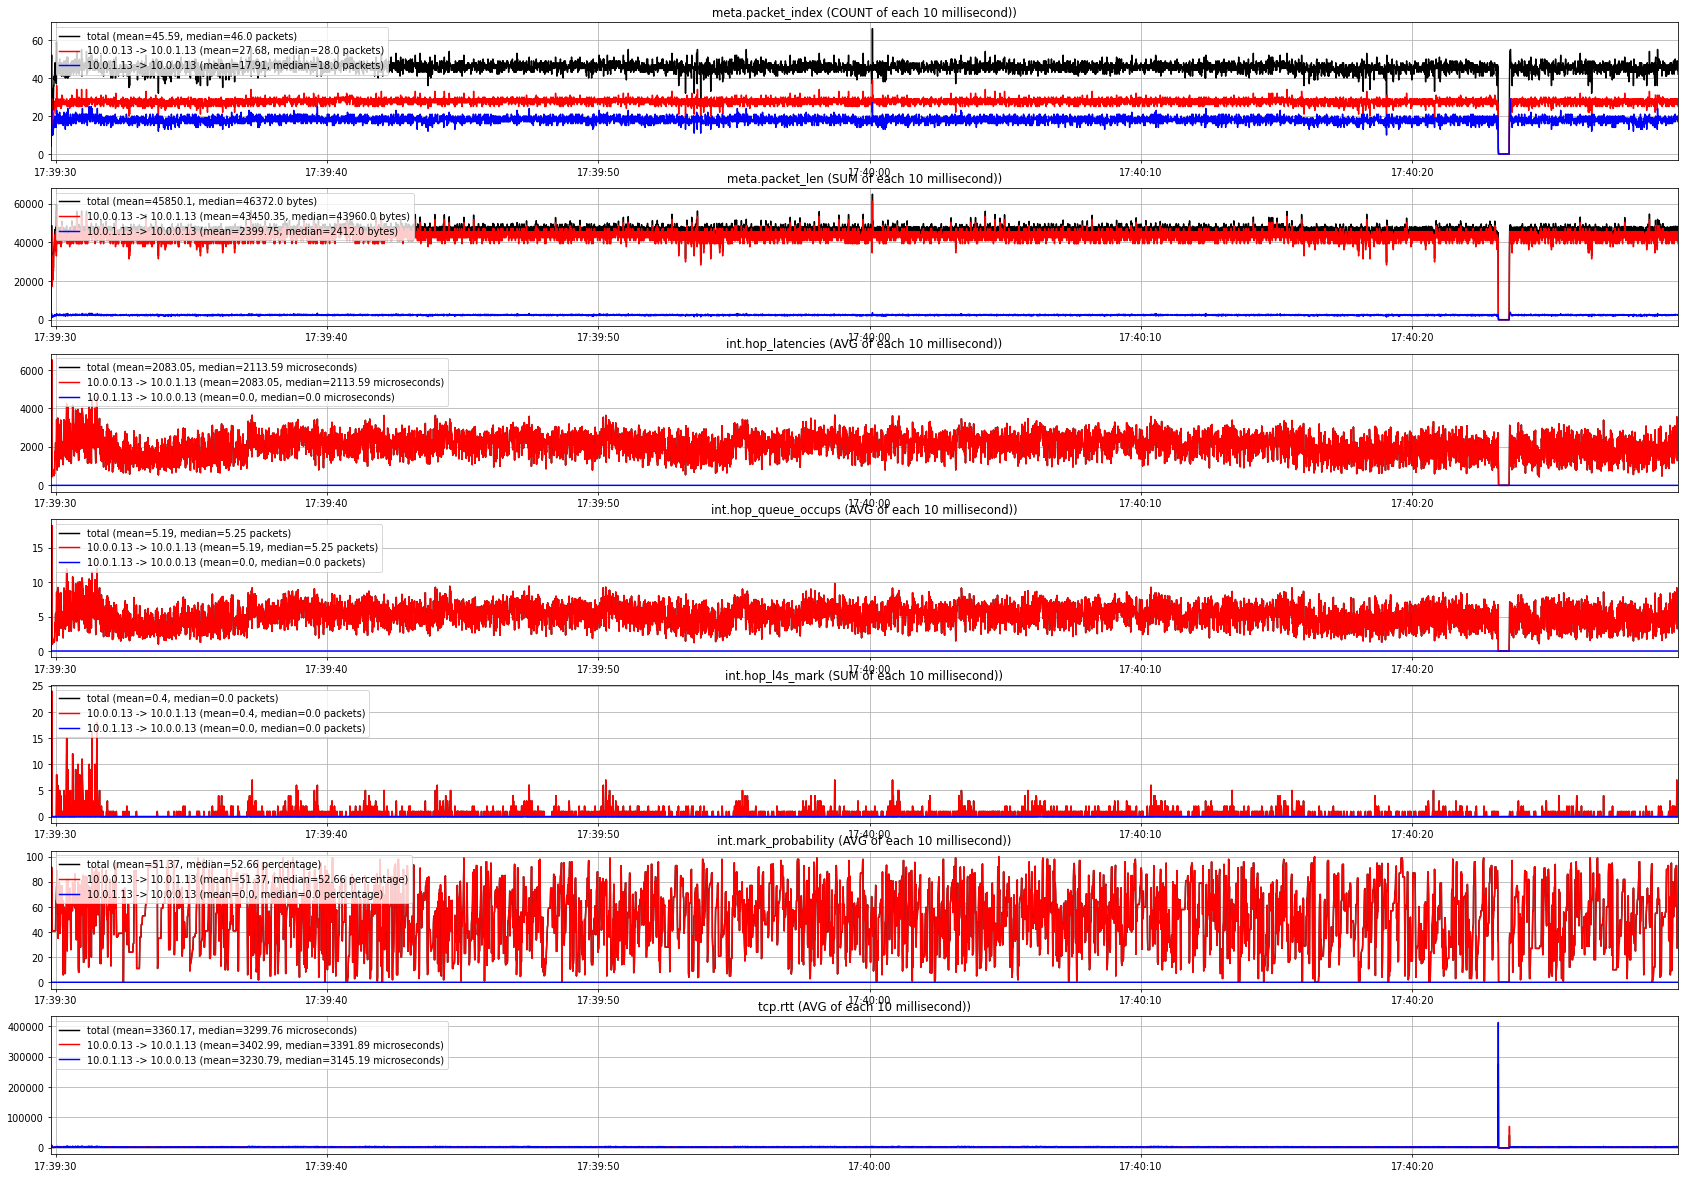 meta.packet_index (COUNT of each 10 millisecond))
total (mean=45.59, median=46.0 packets)
10.0.0.13 -> 10.0.1.13 (mean=27.68, median=28.0 packets)
10.0.1.13 -> 10.0.0.13 (mean=17.91, median=18.0 packets)
60
40
20
0
17:39:30 17:39:40 17:39:50 17:40:00 17:40:10 17:40:20
meta.packet_len (SUM of each 10 millisecond))
total (mean=45850.1, median=46372.0 bytes)
10.0.0.13 -> 10.0.1.13 (mean=43450.35, median=43960.0 bytes)
10.0.1.13 -> 10.0.0.13 (mean=2399.75, median=2412.0 bytes)
60000
40000
20000
0
17:39:30 17:39:40 17:39:50 17:40:00 17:40:10 17:40:20
int.hop_latencies (AVG of each 10 millisecond))
total (mean=2083.05, median=2113.59 microseconds)
10.0.0.13 -> 10.0.1.13 (mean=2083.05, median=2113.59 microseconds)
10.0.1.13 -> 10.0.0.13 (mean=0.0, median=0.0 microseconds)
6000
4000
2000
0
17:39:30 17:39:40 17:39:50 17:40:00 17:40:10 17:40:20
int.hop_queue_occups (AVG of each 10 millisecond))
total (mean=5.19, median=5.25 packets)
10.0.0.13 -> 10.0.1.13 (mean=5.19, median=5.25 packets)
10.0.1.13 -> 10.0.0.13 (mean=0.0, median=0.0 packets)
15
10
5
0
17:39:30 17:39:40 17:39:50 17:40:00 17:40:10 17:40:20
int.hop_l4s_mark (SUM of each 10 millisecond))
total (mean=0.4, median=0.0 packets)
10.0.0.13 -> 10.0.1.13 (mean=0.4, median=0.0 packets)
10.0.1.13 -> 10.0.0.13 (mean=0.0, median=0.0 packets)
25
20
15
10
5
0
17:39:30 17:39:40 17:39:50 17:40:00 17:40:10 17:40:20
int.mark_probability (AVG of each 10 millisecond))
total (mean=51.37, median=52.66 percentage)
10.0.0.13 -> 10.0.1.13 (mean=51.37, median=52.66 percentage)
10.0.1.13 -> 10.0.0.13 (mean=0.0, median=0.0 percentage)
100
80
60
40
20
0
17:39:30 17:39:40 17:39:50 17:40:00 17:40:10 17:40:20
tcp.rtt (AVG of each 10 millisecond))
total (mean=3360.17, median=3299.76 microseconds)
10.0.0.13 -> 10.0.1.13 (mean=3402.99, median=3391.89 microseconds)
10.0.1.13 -> 10.0.0.13 (mean=3230.79, median=3145.19 microseconds)
400000
300000
200000
100000
0
17:39:30 17:39:40 17:39:50 17:40:00 17:40:10 17:40:20